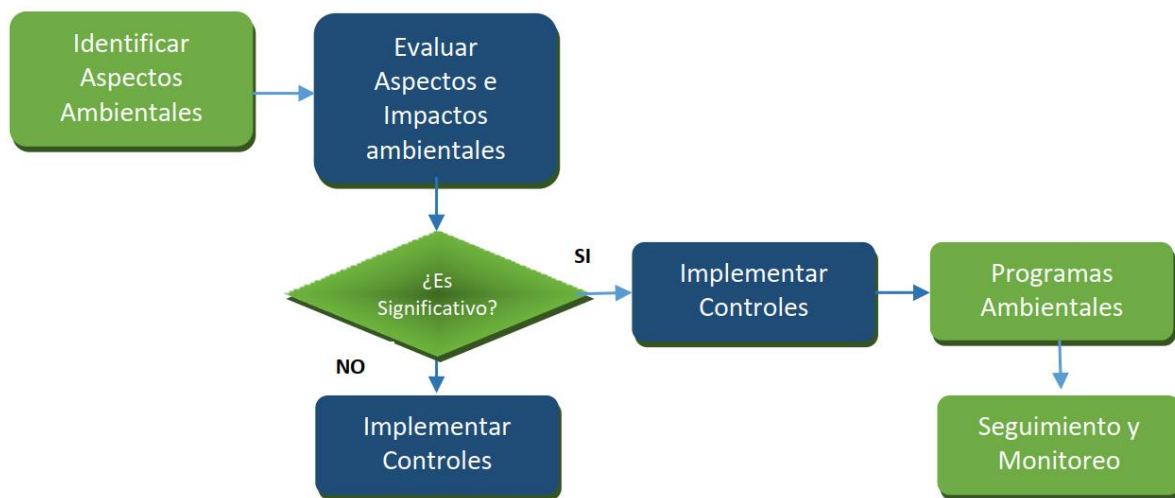 Identificar
Aspectos
Ambientales
Evaluar
Aspectos e
Impactos
ambientales
¿Es
Significativo?
SI
Implementar
Controles
Programas
Ambientales
NO
Implementar
Controles
Seguimiento y
Monitoreo